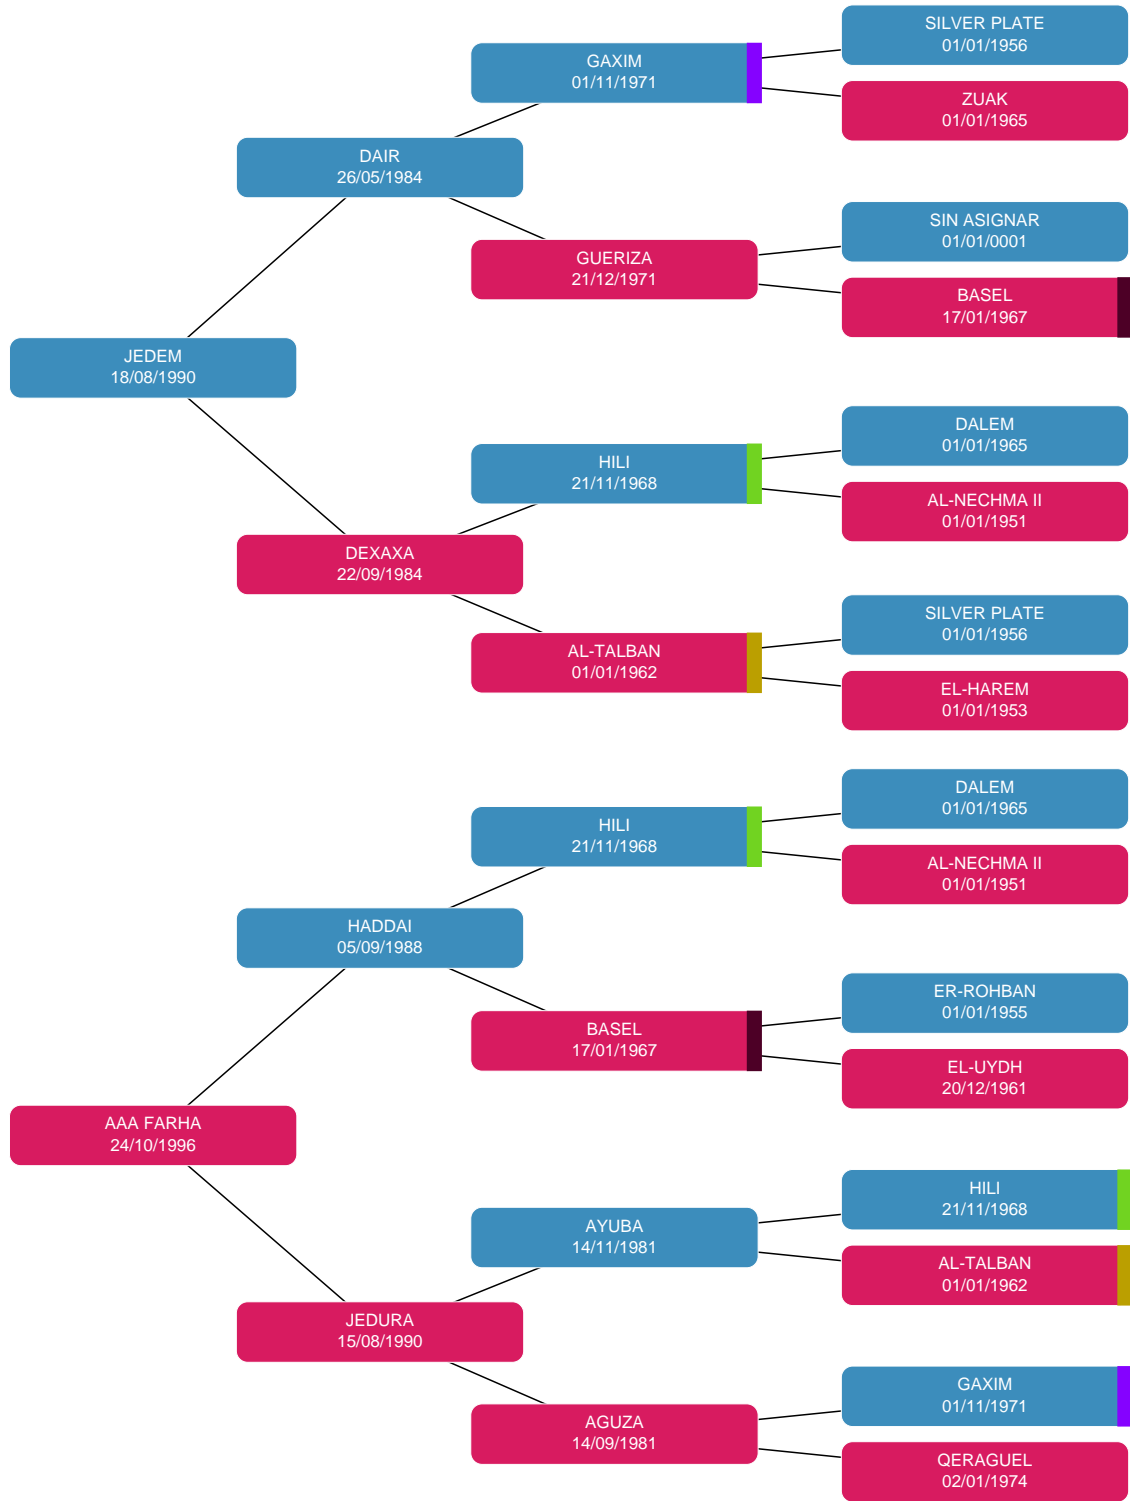 SILVER PLATE
01/01/1956
GAXIM
01/11/1971
ZUAK
01/01/1965
DAIR
26/05/1984
SIN ASIGNAR
01/01/0001
GUERIZA
21/12/1971
BASEL
17/01/1967
JEDEM
18/08/1990
DALEM
01/01/1965
HILI
21/11/1968
AL-NECHMA II
01/01/1951
DEXAXA
22/09/1984
SILVER PLATE
01/01/1956
AL-TALBAN
01/01/1962
EL-HAREM
01/01/1953
DALEM
01/01/1965
HILI
21/11/1968
AL-NECHMA II
01/01/1951
HADDAI
05/09/1988
ER-ROHBAN
01/01/1955
BASEL
17/01/1967
EL-UYDH
20/12/1961
AAA FARHA
24/10/1996
HILI
21/11/1968
AYUBA
14/11/1981
AL-TALBAN
01/01/1962
JEDURA
15/08/1990
GAXIM
01/11/1971
AGUZA
14/09/1981
QERAGUEL
02/01/1974